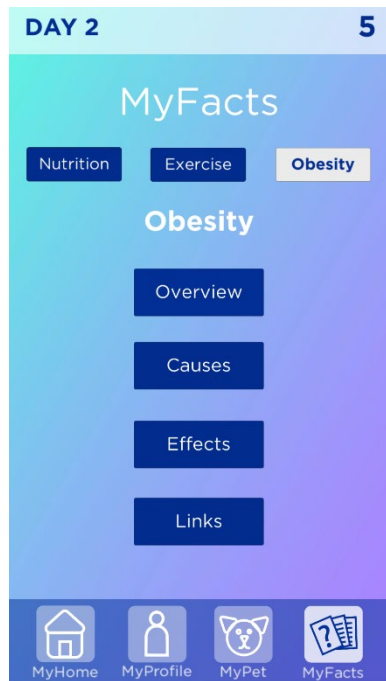 DAY 2 5
MyFacts
Nutrition Exercise Obesity
Obesity
Overview
Causes
Effects
Links
?
MyHome MyProfile MyPet MyFacts